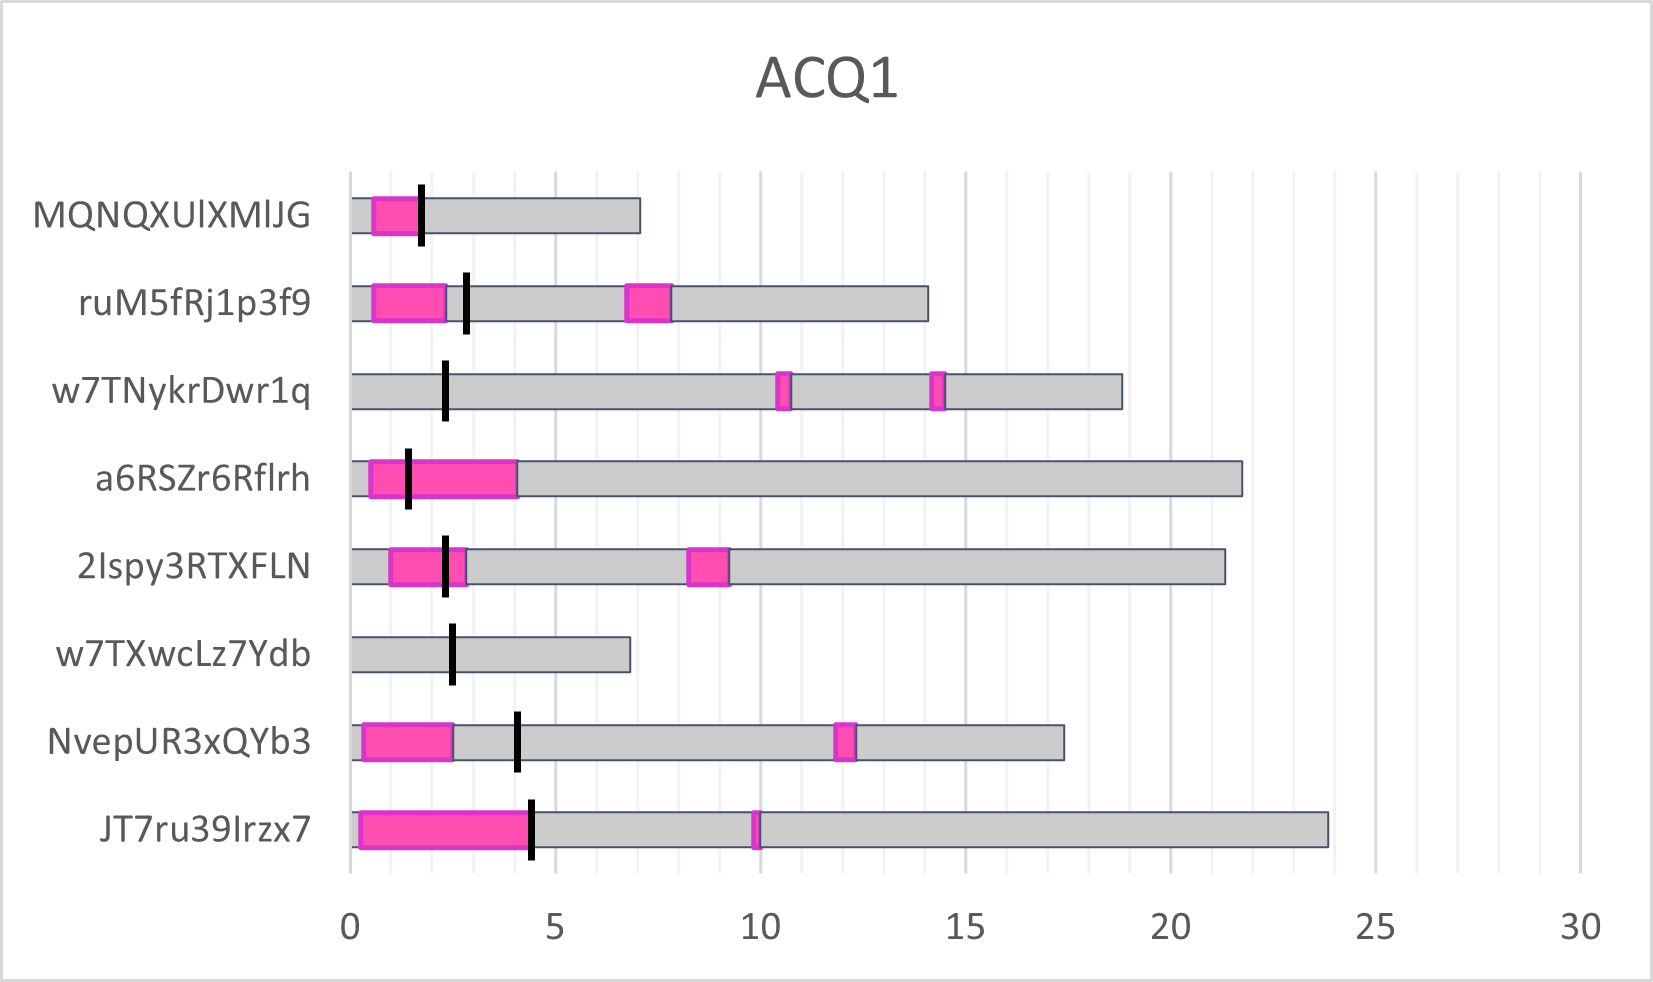 ACQ1
MQNQXUlXMlJG
ruM5fRj1p3f9
w7TNykrDwr1q
a6RSZr6Rflrh
2Ispy3RTXFLN
w7TXwcLz7Ydb
NvepUR3xQYb3
JT7ru39Irzx7
0 5 10 15 20 25 30